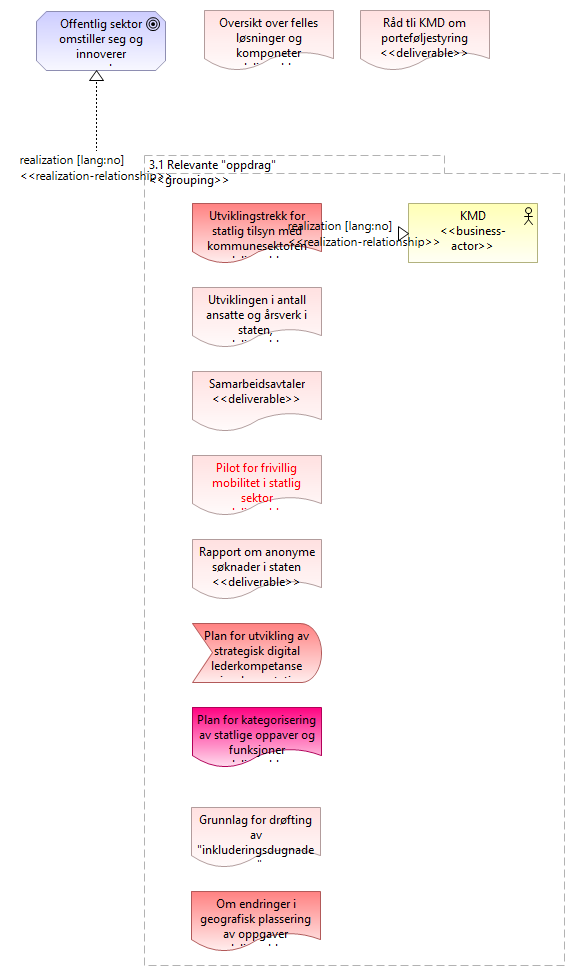 Offentlig sektor
omstiller seg og
innoverer
Oversikt over felles
løsninger og
komponeter
Råd tli KMD om
porteføljestyring
<<deliverable>>
realization [lang:no]
<<realization-relationship>>
3.1 Relevante "oppdrag"
<<grouping>>
Utviklingstrekk for
statlig tilsyn med
kommunesektoren
realization [lang:no]
<<realization-relationship>>
KMD
<<business-
actor>>
Utviklingen i antall
ansatte og årsverk i
staten,
Samarbeidsavtaler
<<deliverable>>
Pilot for frivillig
mobilitet i statlig
sektor
Rapport om anonyme
søknader i staten
<<deliverable>>
Plan for utvikling av
strategisk digital
lederkompetanse
Plan for kategorisering
av statlige oppaver og
funksjoner
Grunnlag for drøfting
av
"inkluderingsdugnade
"
Om endringer i
geografisk plassering
av oppgaver